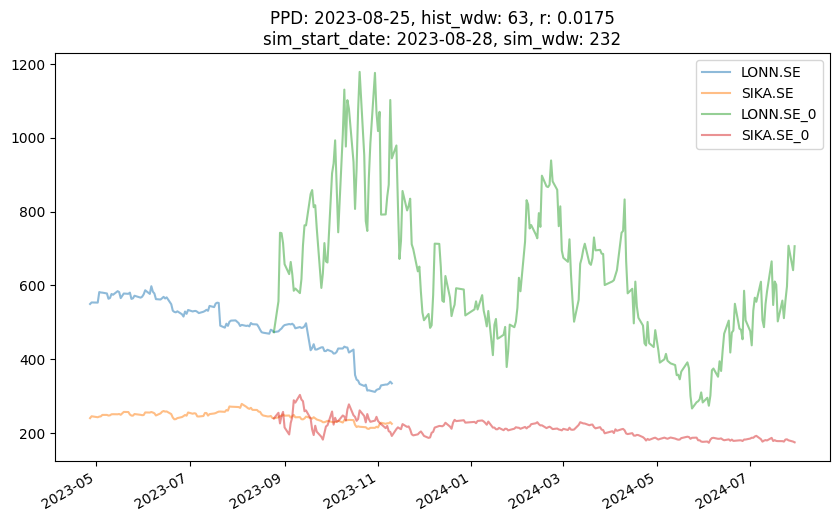 PPD: 2023-08-25, hist_wdw: 63, r: 0.0175
sim_start_date: 2023-08-28, sim_wdw: 232
1200
1000
800
600
400
200
LONN.SE
SIKA.SE
LONN.SE_0
SIKA.SE_0
2023-05
2023-07
2023-09
2023-11
2024-01
2024-03
2024-05
2024-07